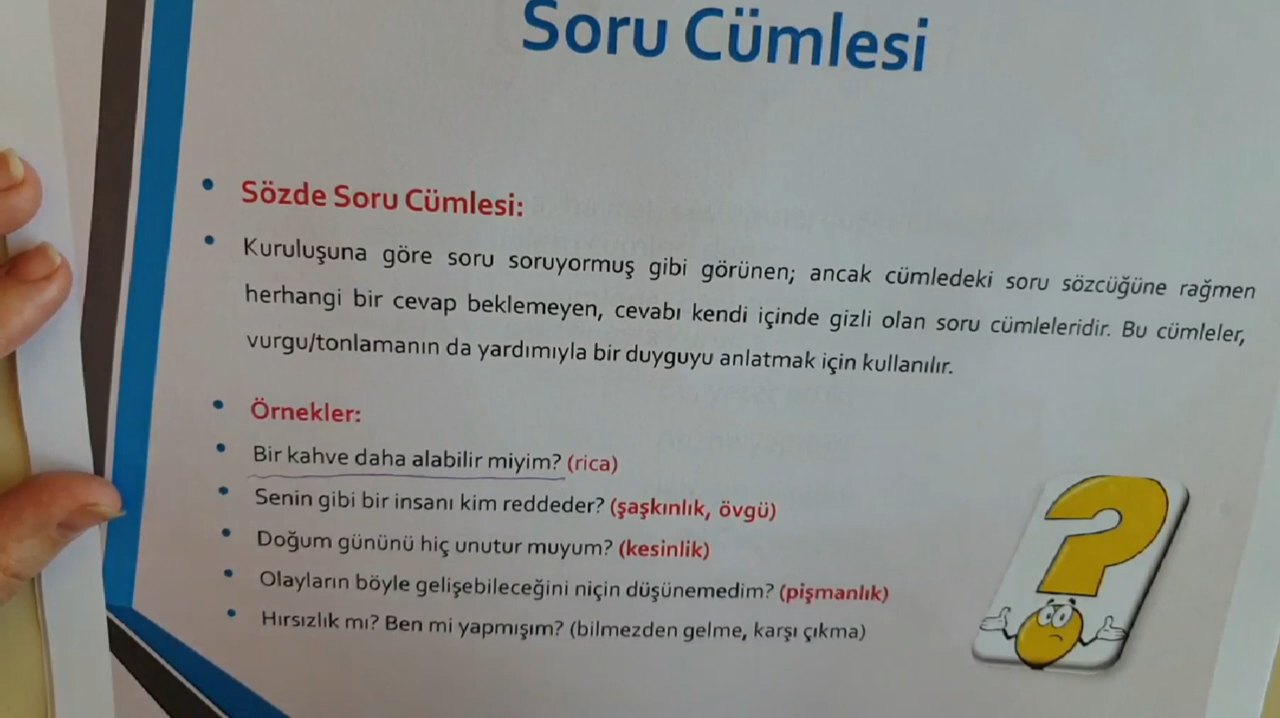 Soru Cümlesi
• Sözde Soru Cümlesi:
• Kuruluşuna göre soru soruyormuş gibi görünen; ancak cümledeki soru sözcüğüne rağmen
herhangi bir cevap beklemeyen, cevabı kendi içinde gizli olan soru cümleleridir. Bu cümleler,
vurgu/tonlamanın da yardımıyla bir duyguyu anlatmak için kullanılır.
• Örnekler:
• Bir kahve daha alabilir miyim? (rica)
• Senin gibi bir insanı kim reddeder? (şaşkınlık, övgü)
• Doğum gününü hiç unutur muyum? (kesinlik)
• Olayların böyle gelişebileceğini niçin düşünemedim? (pişmanlık)
• Hırsızlık mı? Ben mi yapmışım? (bilmezden gelme, karşı çıkma)